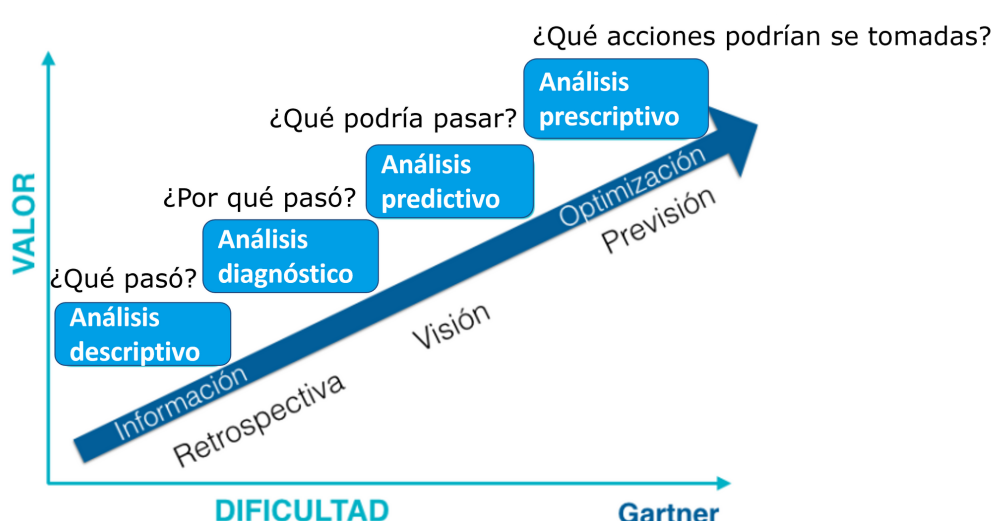 ¿Qué acciones podrían se tomadas?
Análisis
prescriptivo
¿Qué podría pasar?
Análisis
predictivo
¿Por qué pasó?
Análisis
diagnóstico
¿Qué pasó?
Análisis
descriptivo
VALOR
Información
Optimización
Retrospectiva
Visión
Previsión
DIFICULTAD
Gartner